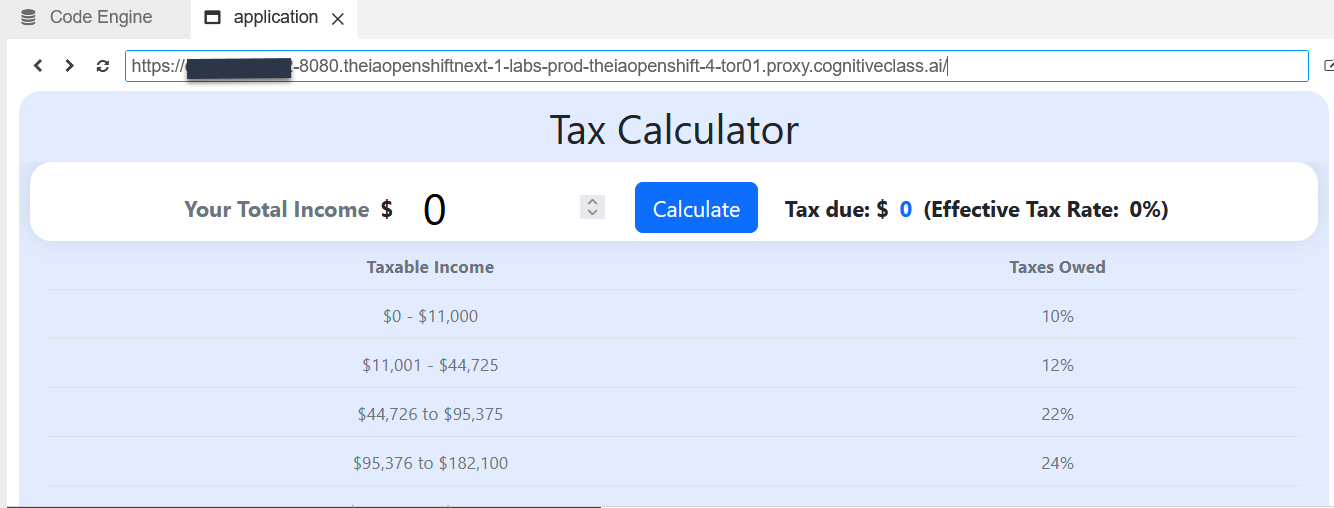 Code Engine application
https:// -8080.theiaopenshiftnext-1-labs-prod-theiaopenshift-4-tor01.proxy.cognitiveclass.ai/
Tax Calculator
Your Total Income $ 0 Calculate Tax due: $ 0 (Effective Tax Rate: 0%)
Taxable Income Taxes Owed
$0 - $11,000 10%
$11,001 - $44,725 12%
$44,726 to $95,375 22%
$95,376 to $182,100 24%